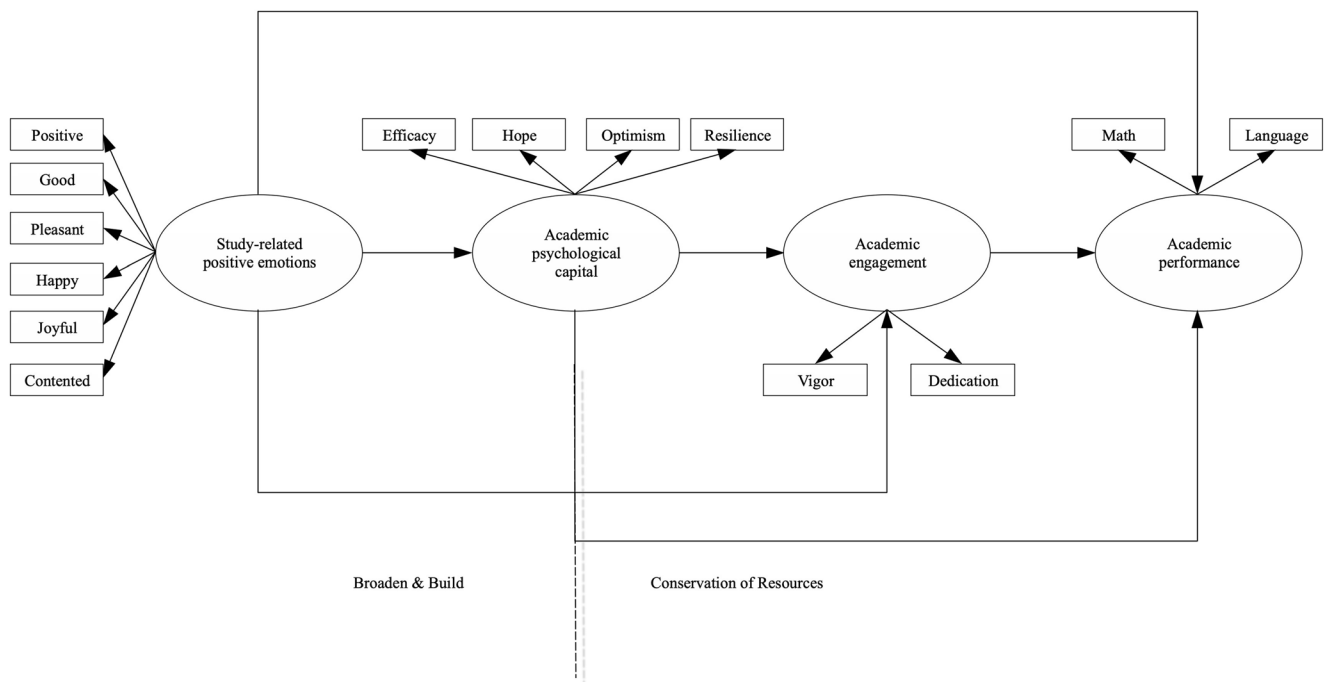 Positive
Good
Pleasant
Happy
Joyful
Contented
Study-related
positive emotions
Efficacy
Hope
Optimism
Resilience
Academic
psychological
capital
Academic
engagement
Vigor
Dedication
Math
Language
Academic
performance
Broaden & Build
Conservation of Resources